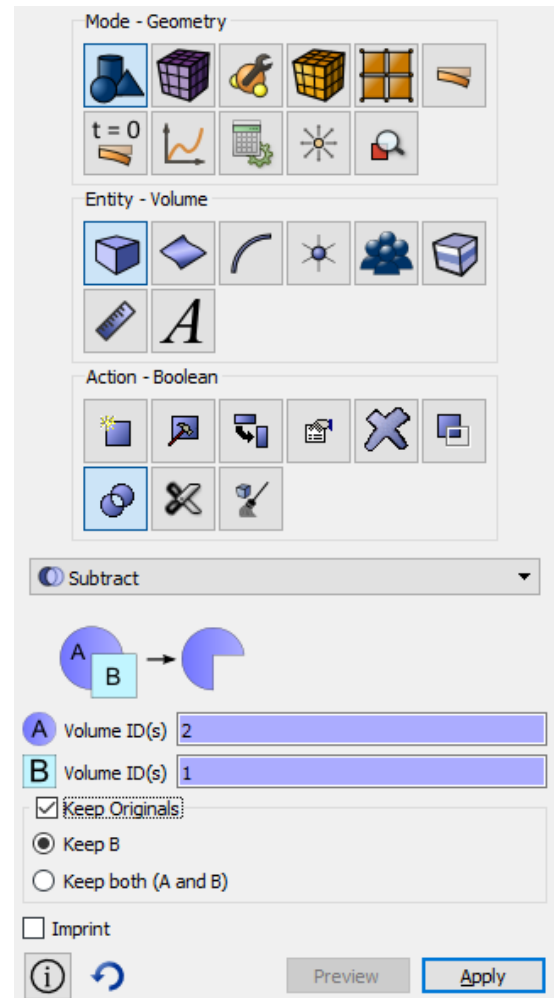 Mode - Geometry
t = 0
Entity - Volume
A
Action - Boolean
Subtract
A
B
A Volume ID(s) 2
B Volume ID(s) 1
Keep Originals
Keep B
Keep both (A and B)
Imprint
i Preview Apply